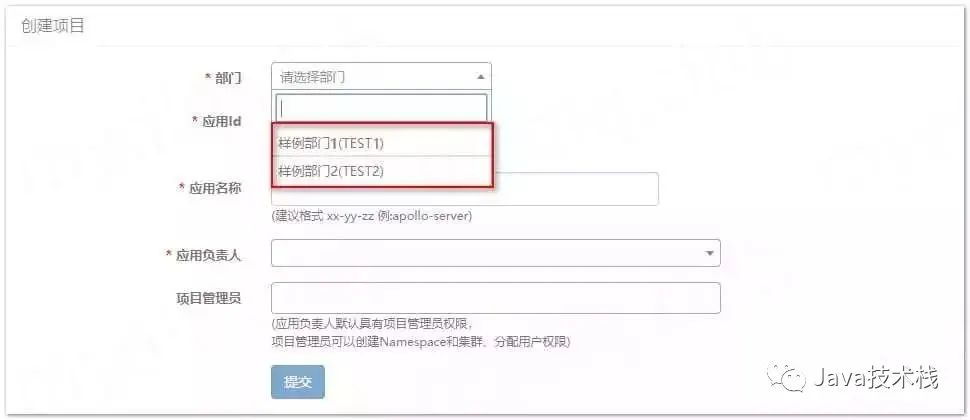 创建项目
* 部门
请选择部门
* 应用Id
样例部门1(TEST1)
样例部门2(TEST2)
* 应用名称
(建议格式 xx-yy-zz 例:apollo-server)
* 应用负责人
项目管理员
(应用负责人默认具有项目管理员权限,
项目管理员可以创建Namespace和集群、分配用户权限)
提交
Java技术栈